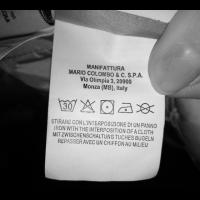 MANIFATTURA
MARIO COLOMBO & C. S.P.A.
Via Olimpia 3, 20900
Monza (MB), Italy
30
STIRARE CON L'INTERPOSIZIONE DI UN PANNO
IRON WITH THE INTERPOSITION OF A CLOTH
MIT ZWISCHENSCHALTUNG TUCHES BUGELN
REPASSER AVEC UN CHIFFON AU MILIEU